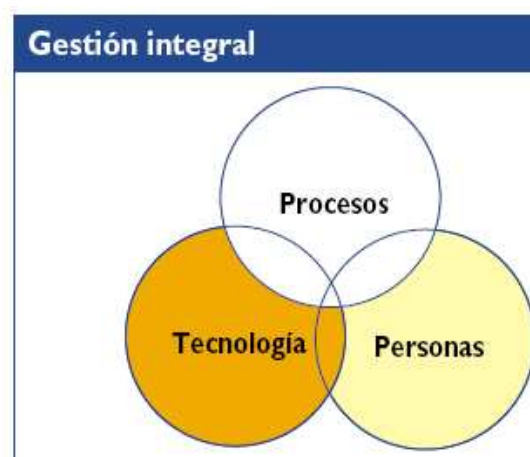 Gestión integral
Procesos
Tecnología
Personas